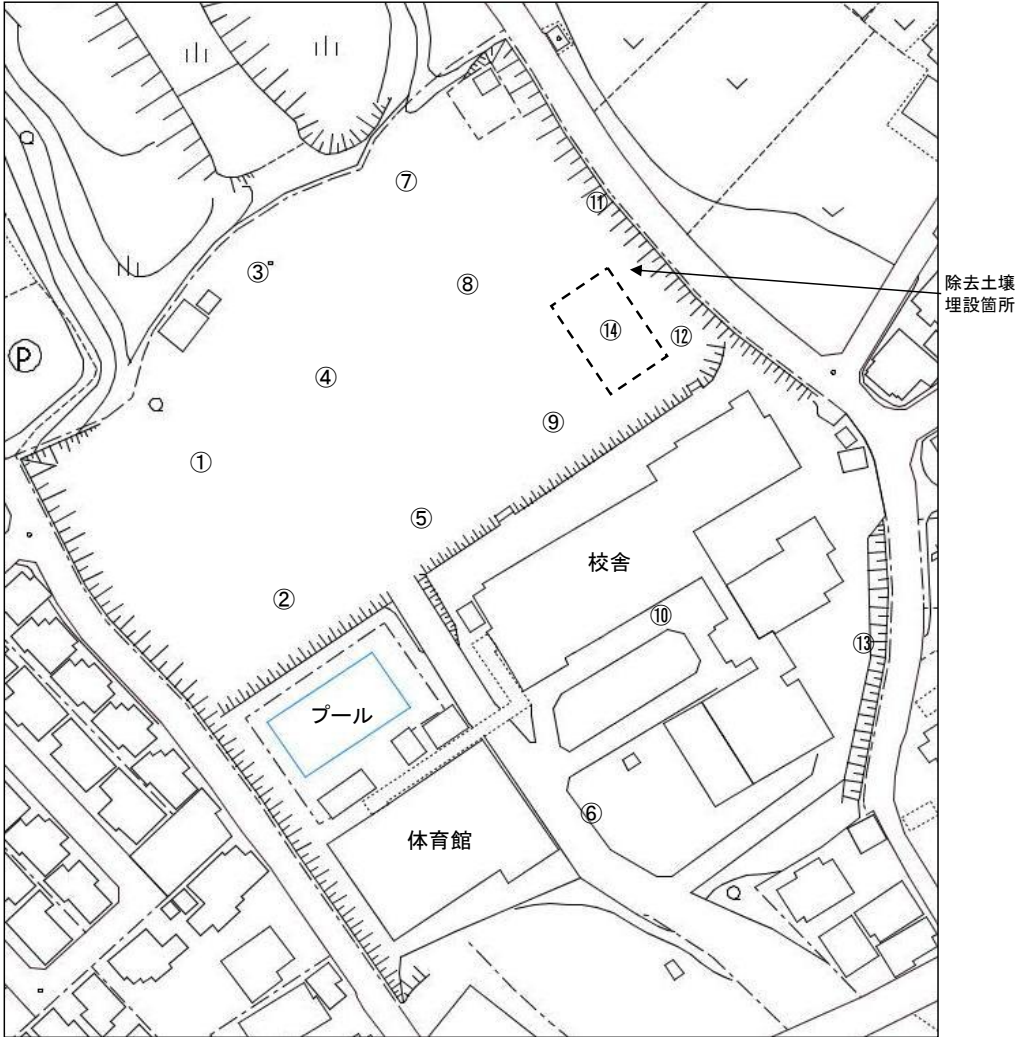 ⑦
⑪
③
⑧
除去土壌
埋設箇所
⑭
⑫
P
④
⑨
①
⑤
校舎
②
⑩
⑬
プール
⑥
体育館